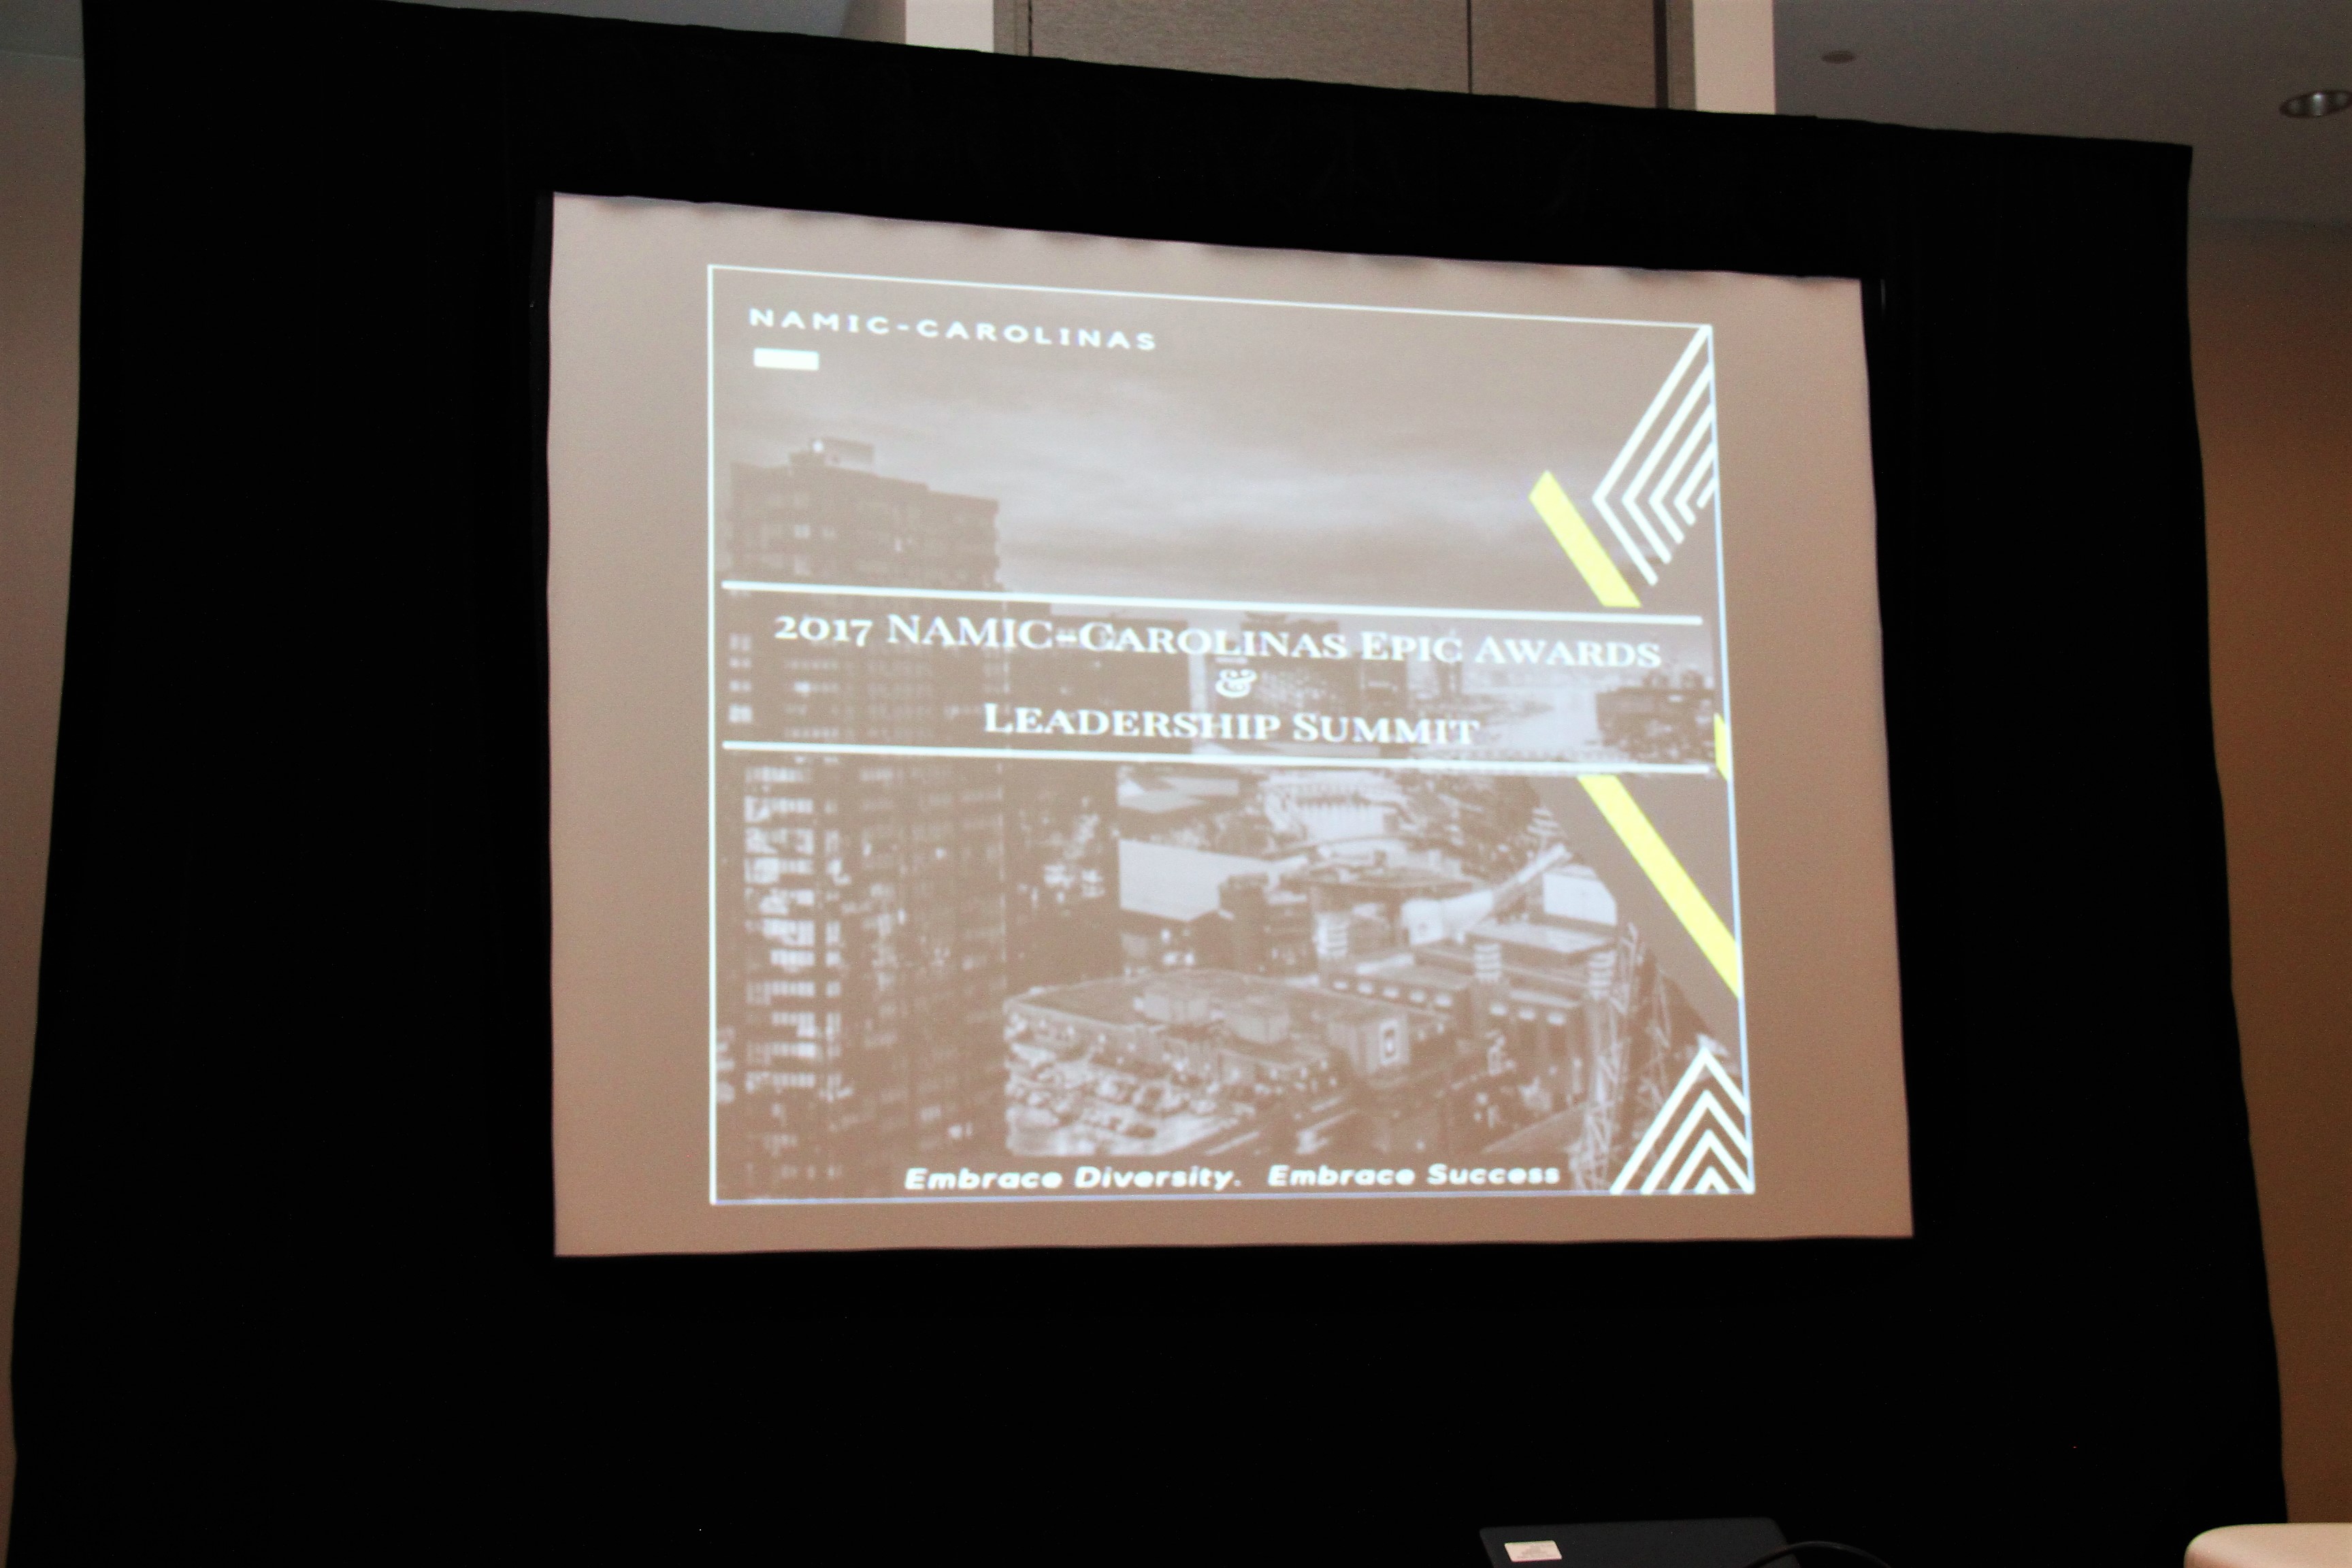 NAMIC-CAROLINAS
2017 NAMIC-CAROLINAS EPIC AWARDS
&
LEADERSHIP SUMMIT
Embrace Diversity. Embrace Success